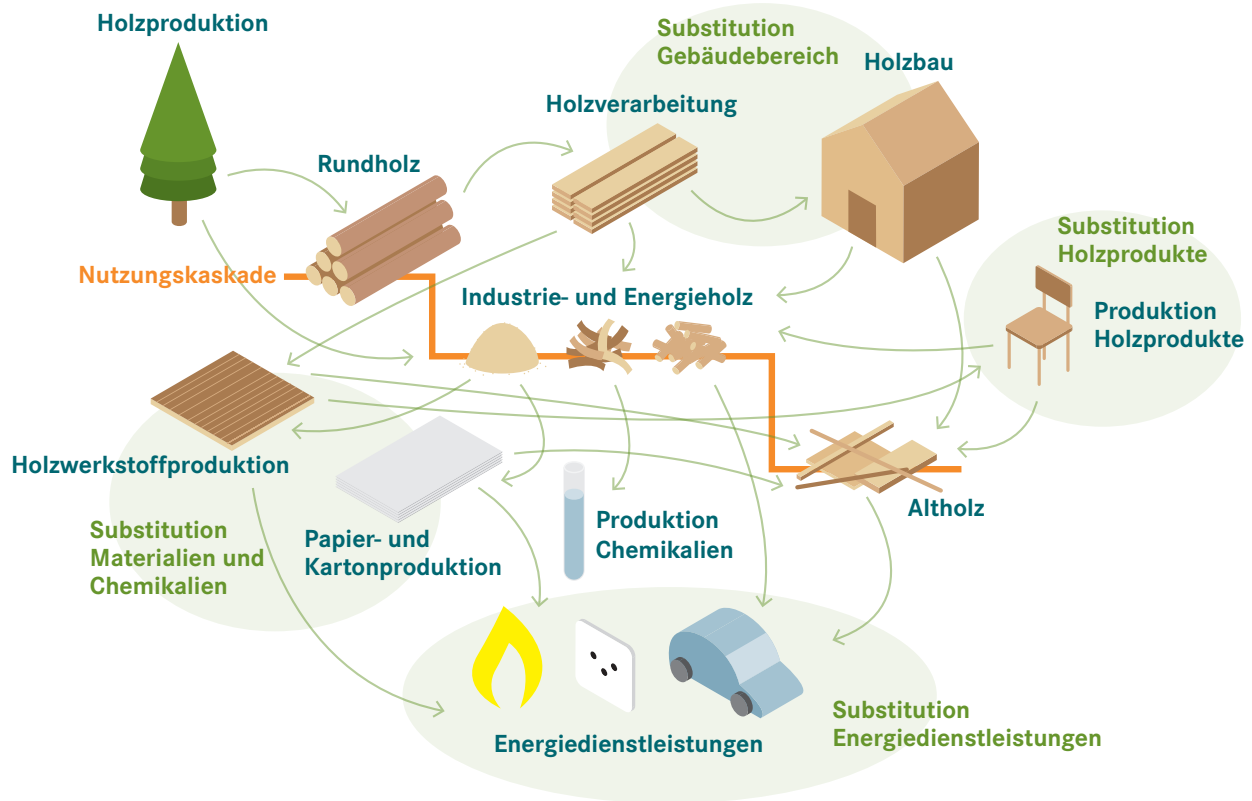 Holzproduktion
Substitution
Gebäudebereich
Holzbau
Holzverarbeitung
Rundholz
Substitution
Holzprodukte
Nutzungskaskade
Industrie- und Energieholz
Produktion
Holzprodukte
Holzwerkstoffproduktion
Altholz
Substitution
Materialien und
Chemikalien
Papier- und
Kartonproduktion
Produktion
Chemikalien
Substitution
Energiedienstleistungen
Energiedienstleistungen